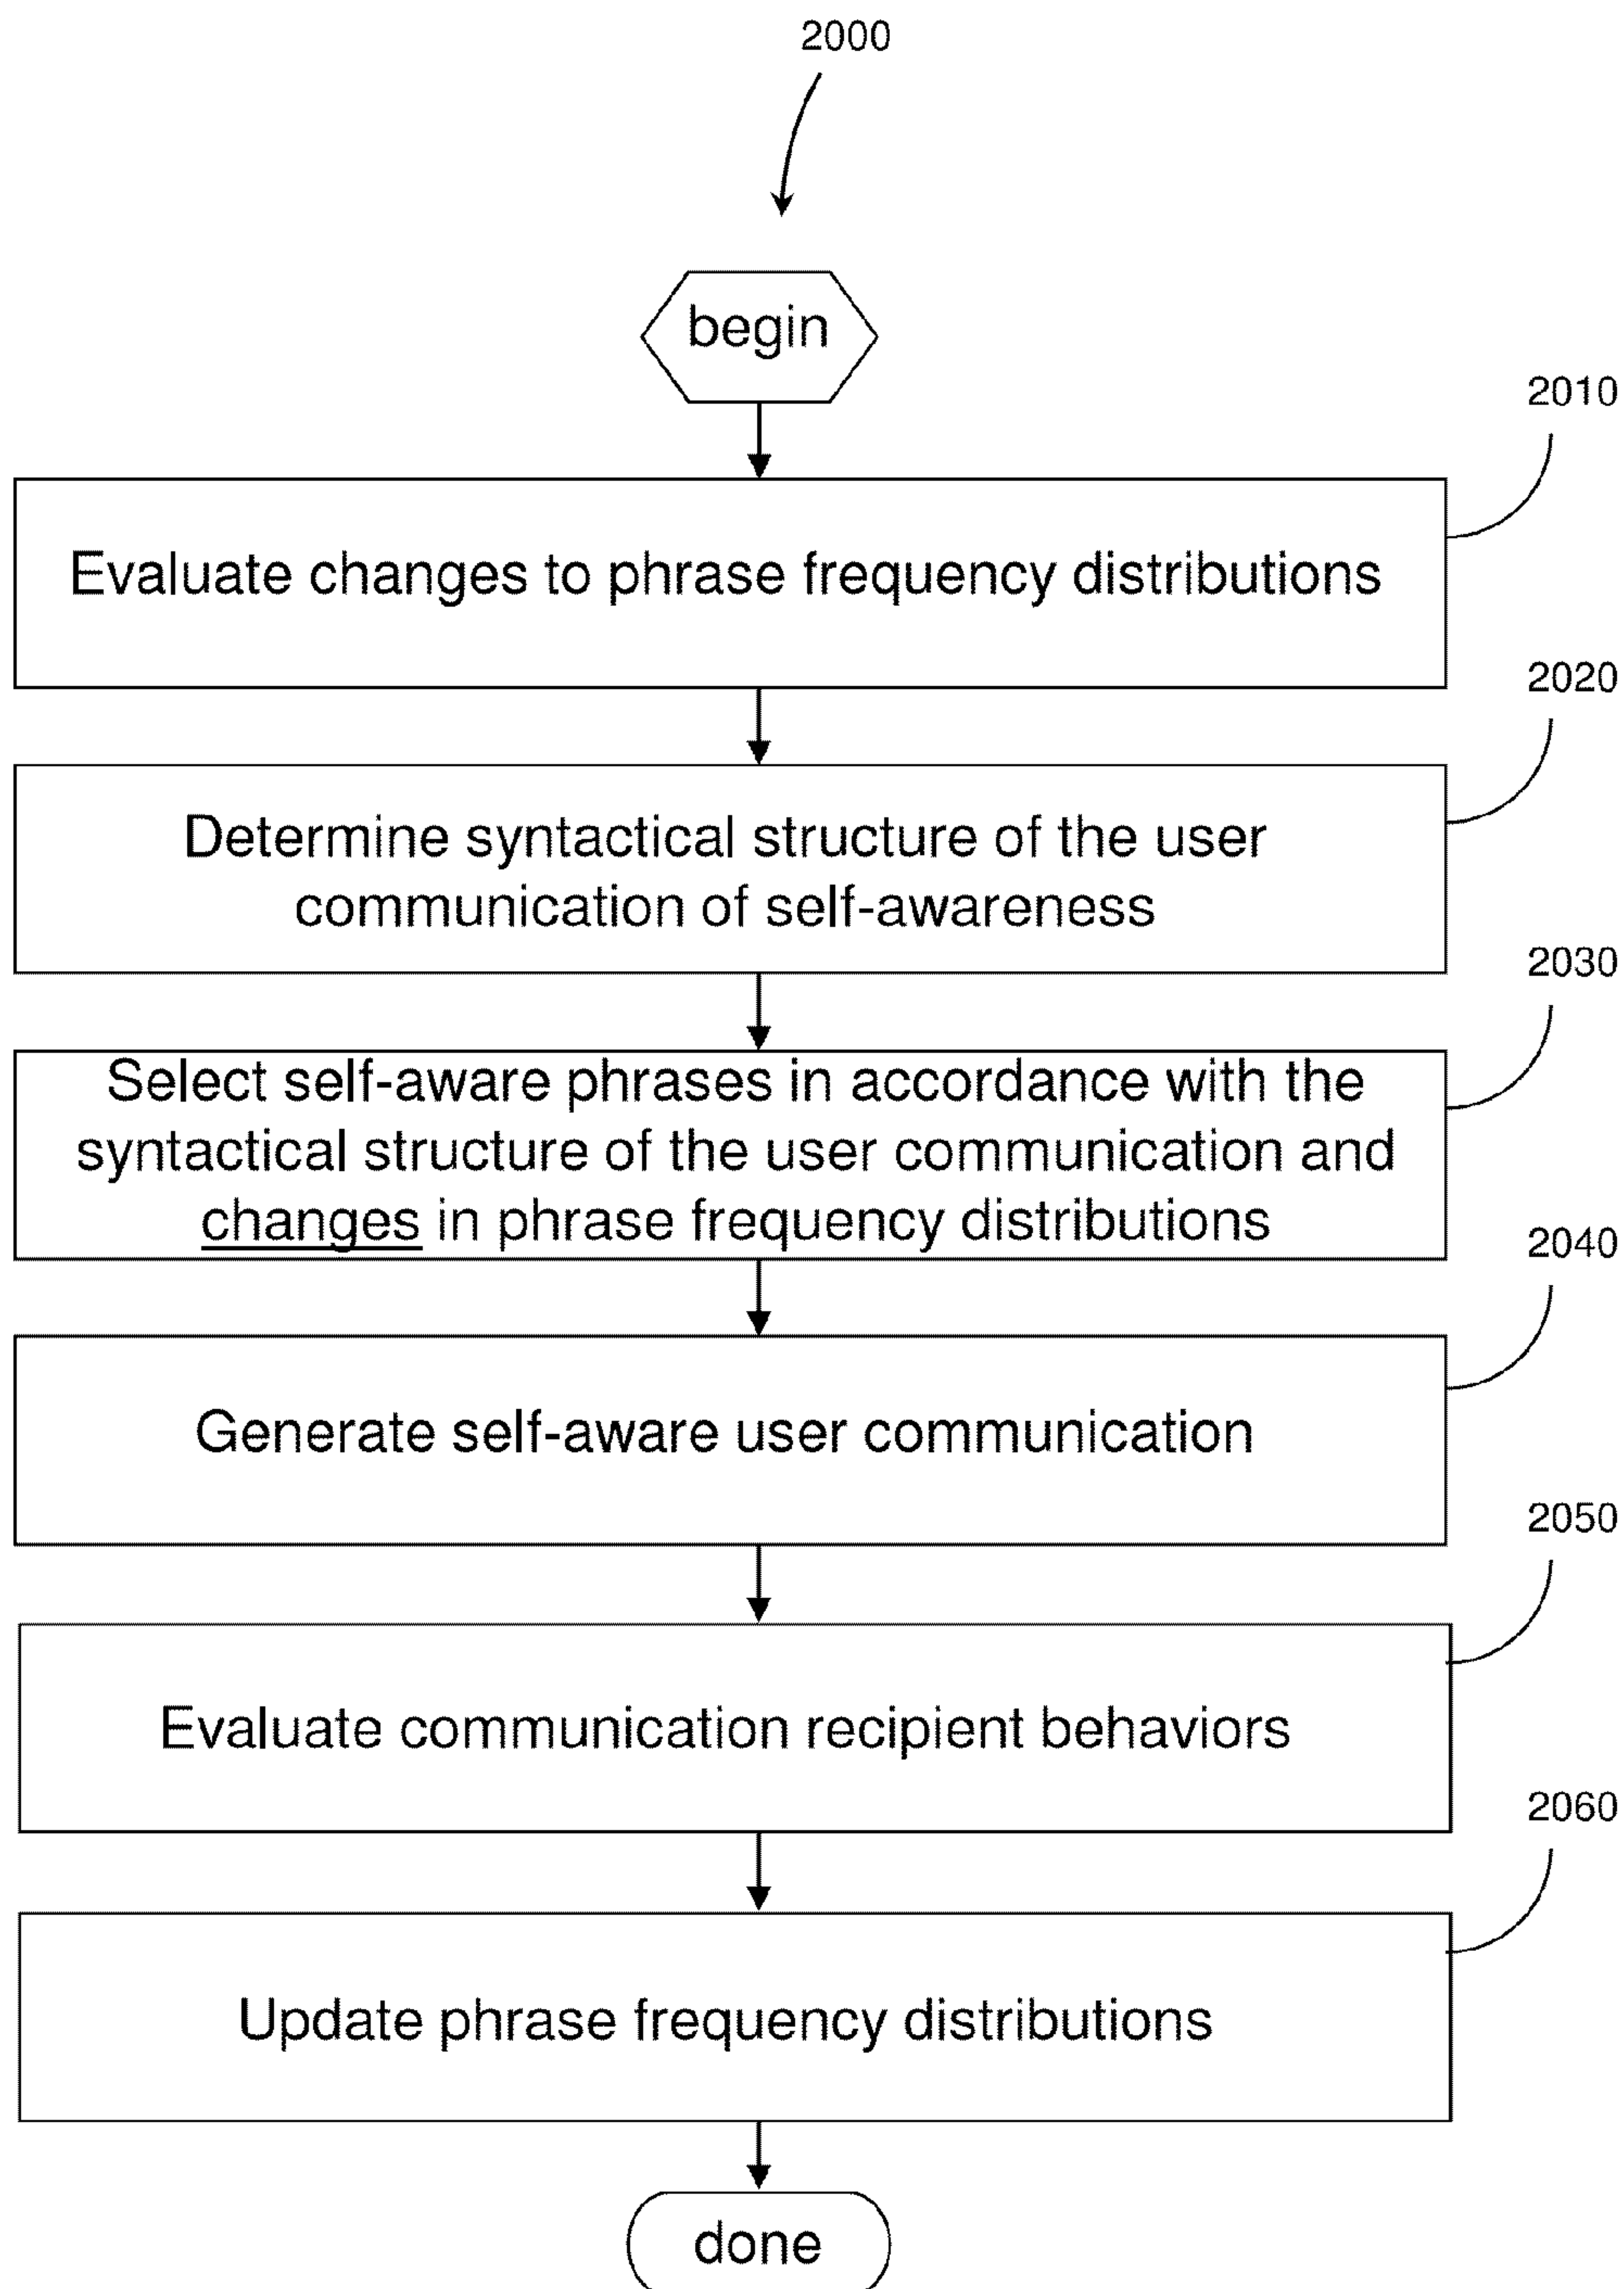 2000
begin
2010
Evaluate changes to phrase frequency distributions
2020
Determine syntactical structure of the user
communication of self-awareness
2030
Select self-aware phrases in accordance with the
syntactical structure of the user communication and
changes in phrase frequency distributions
2040
Generate self-aware user communication
2050
Evaluate communication recipient behaviors
2060
Update phrase frequency distributions
done